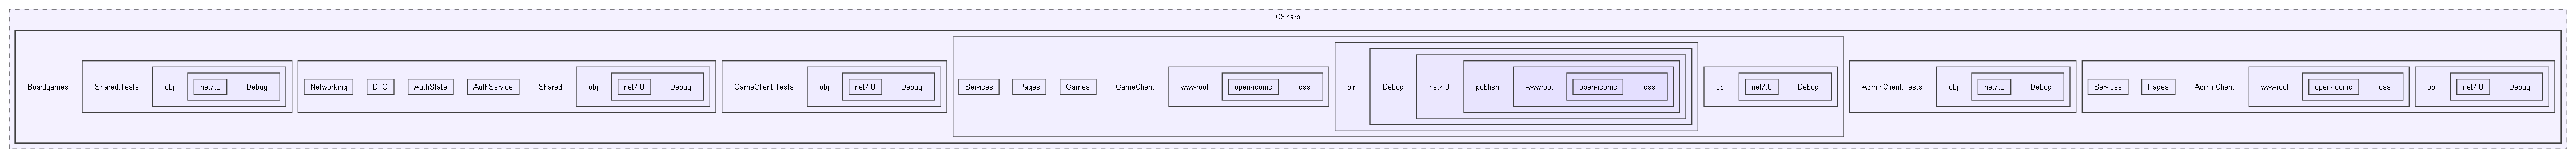 CSharp
Boardgames
Shared.Tests
obj
net7.0
Debug
Networking
DTO
AuthState
AuthService
Shared
obj
net7.0
Debug
GameClient.Tests
obj
net7.0
Debug
Services
Pages
Games
GameClient
wwwroot
open-iconic
css
bin
Debug
net7.0
publish
wwwroot
open-iconic
css
obj
net7.0
Debug
AdminClient.Tests
obj
net7.0
Debug
Services
Pages
AdminClient
wwwroot
open-iconic
css
obj
net7.0
Debug